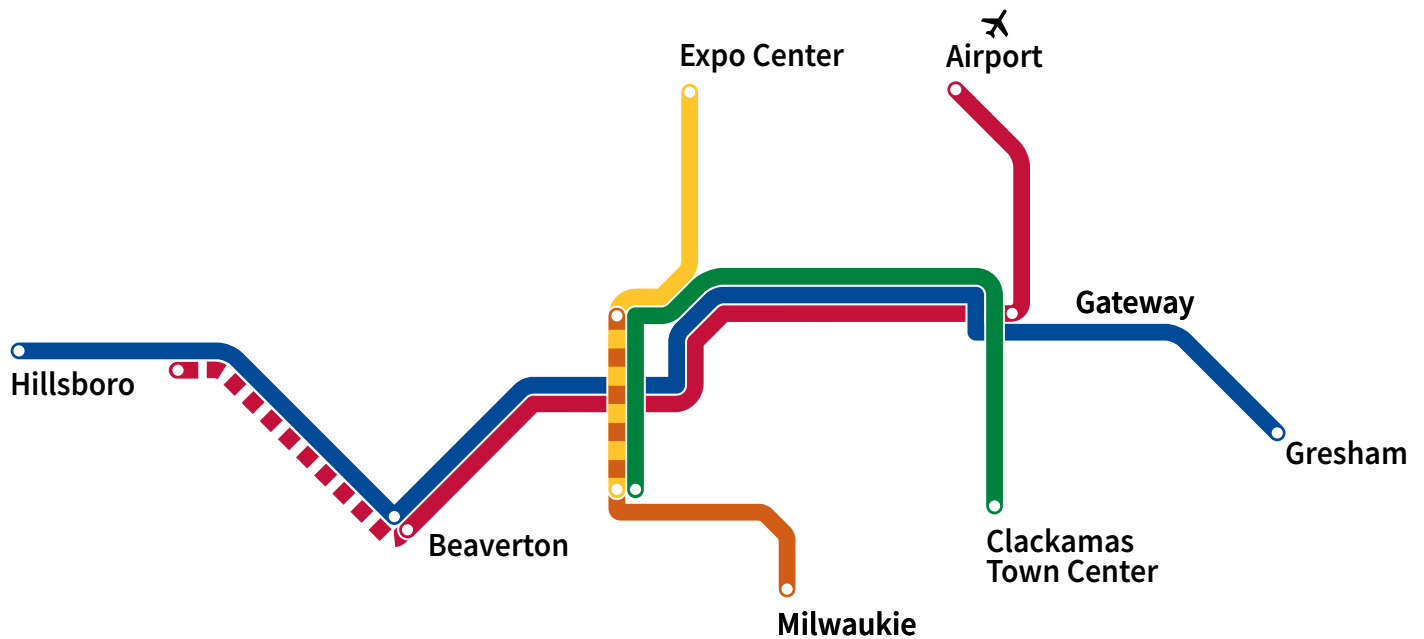 Expo Center
Airport
Gateway
Hillsboro
Gresham
Beaverton
Clackamas
Town Center
Milwaukie